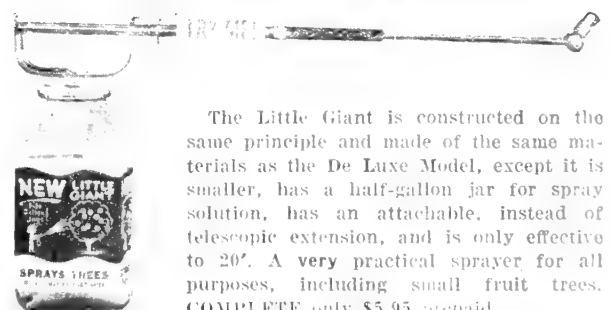 The Little Giant is constructed on the
same principle and made of the same ma-
terials as the De Luxe Model, except it is
smaller, has a half-gallon jar for spray
solution, has an attachable, instead of
telescopic extension, and is only effective
to 20'. A very practical sprayer for all
purposes, including small fruit trees.
COMPLETE only $5.95 prepaid
NEW LITTLE
GIANT
SPRAYS TREES